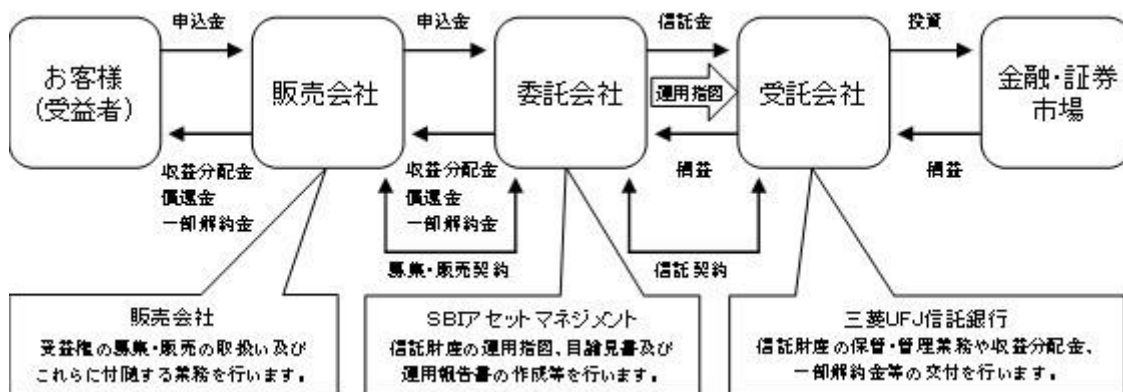 申込金
申込金
信託金
投資
お客様
(受益者)
販売会社
委託会社
運用指図
受託会社
金融・証券
市場
収益分配金
償還金
一部解約金
収益分配金
償還金
一部解約金
損益
損益
募集・販売契約
信託契約
販売会社
受益権の募集・販売の取扱い及び
これらに付随する業務を行います。
SBIアセットマネジメント
信託財産の運用指図、目論見書及び
運用報告書の作成等を行います。
三菱UFJ信託銀行
信託財産の保管・管理業務や収益分配金、
一部解約金等の交付を行います。